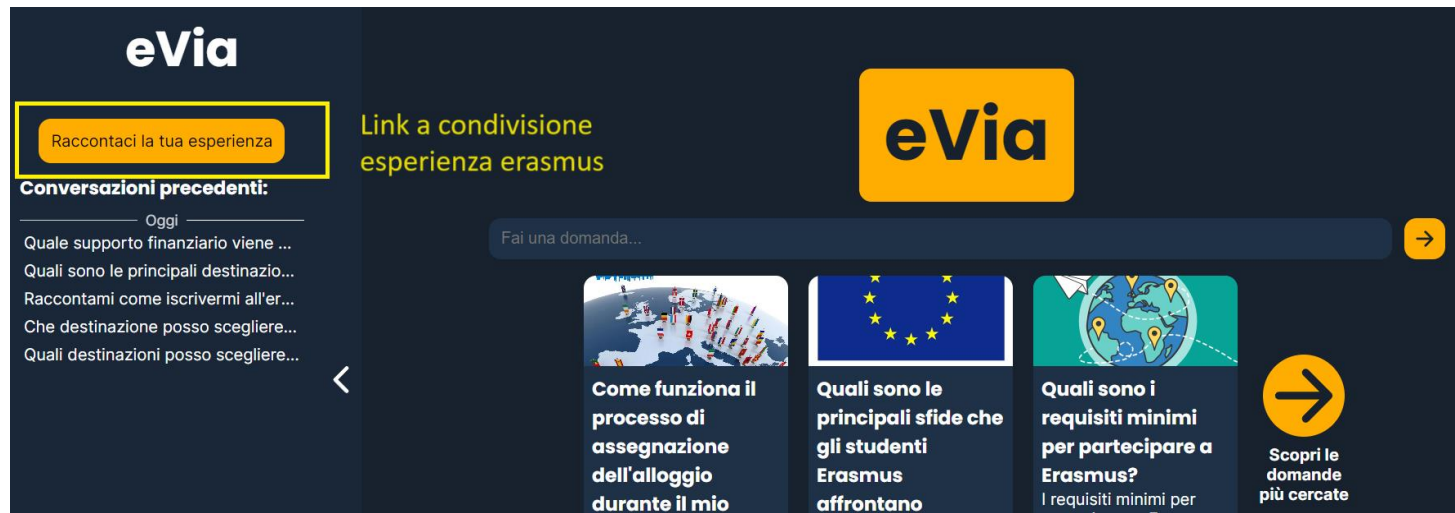 eVia
Raccontaci la tua esperienza
Conversazioni precedenti:
Oggi
Quale supporto finanziario viene ...
Quali sono le principali destinazio...
Raccontami come iscrivermi all'er...
Che destinazione posso scegliere...
Quali destinazioni posso scegliere...
Link a condivisione
esperienza erasmus
eVia
Fai una domanda...
Come funziona il
processo di
assegnazione
dell'alloggio
durante il mio
Quali sono le
principali sfide che
gli studenti
Erasmus
affrontano
Quali sono i
requisiti minimi
per partecipare a
Erasmus?
I requisiti minimi per
Scopri le
domande
più cercate